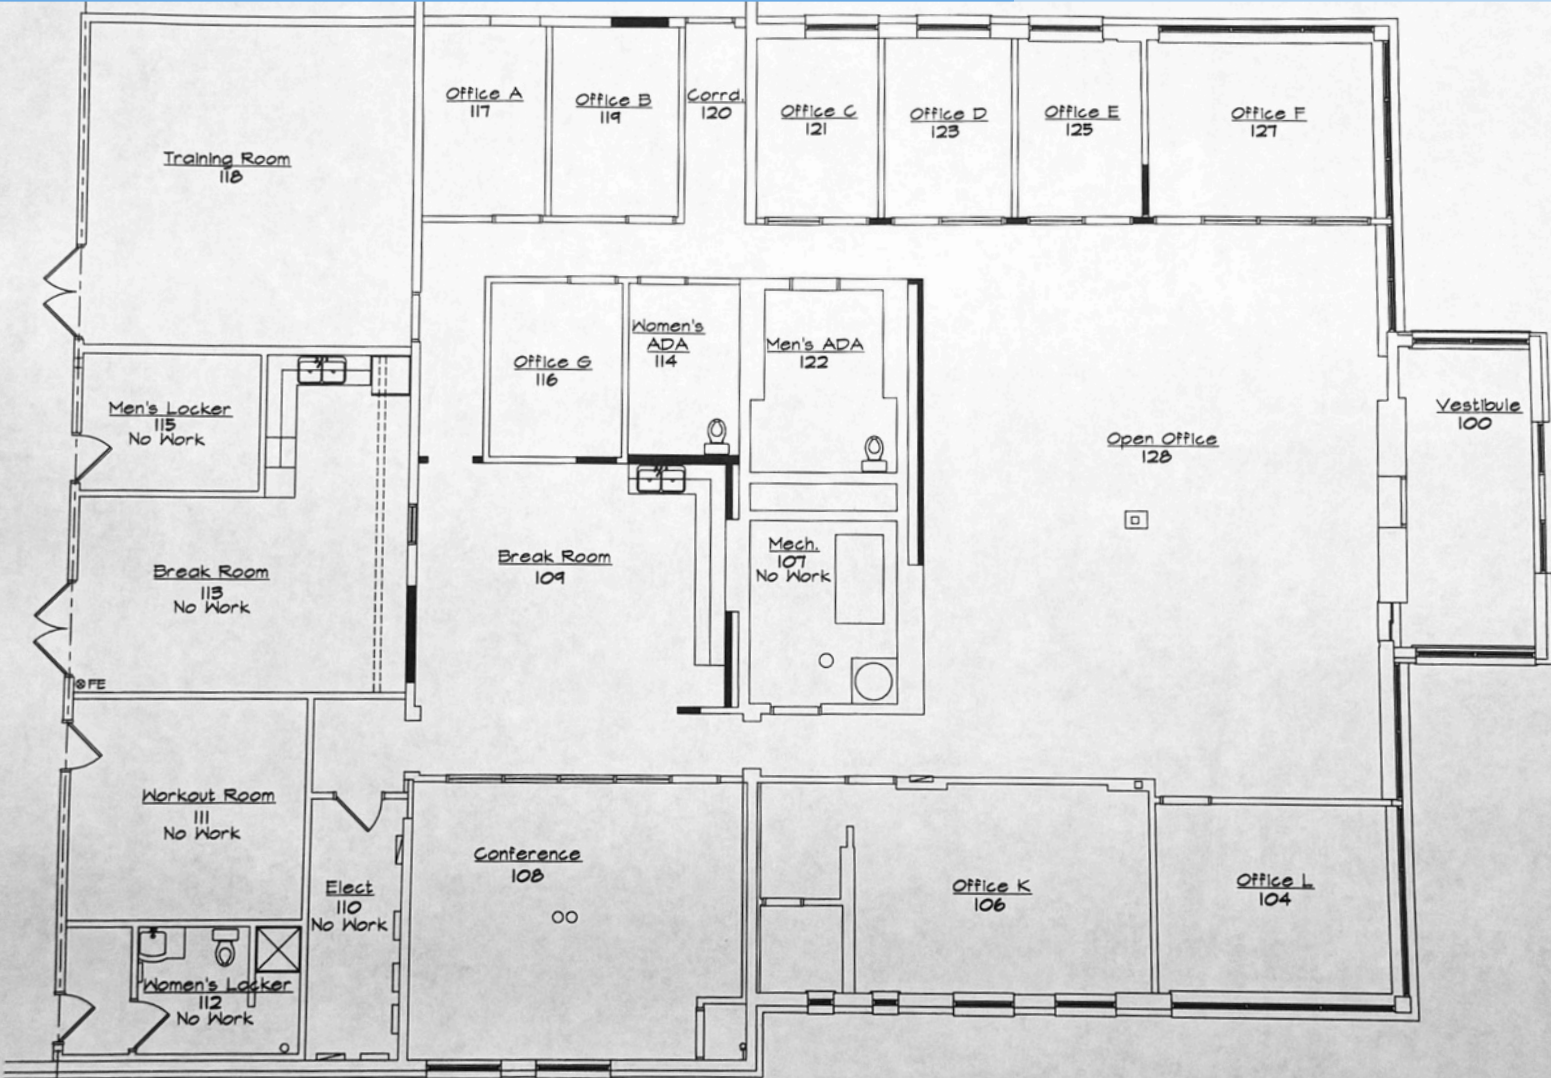 Office A
117
Office B
119
Corrd.
120
Office C
121
Office D
123
Office E
125
Office F
127
Training Room
118
Women's
ADA
114
Men's ADA
122
Office G
116
Men's Locker
115
No Work
Vestibule
100
Open Office
128
Break Room
113
No Work
Break Room
109
Mech.
107
No Work
FE
Workout Room
111
No Work
Elect
110
No Work
Conference
108
Office K
106
Office L
104
Women's Locker
112
No Work